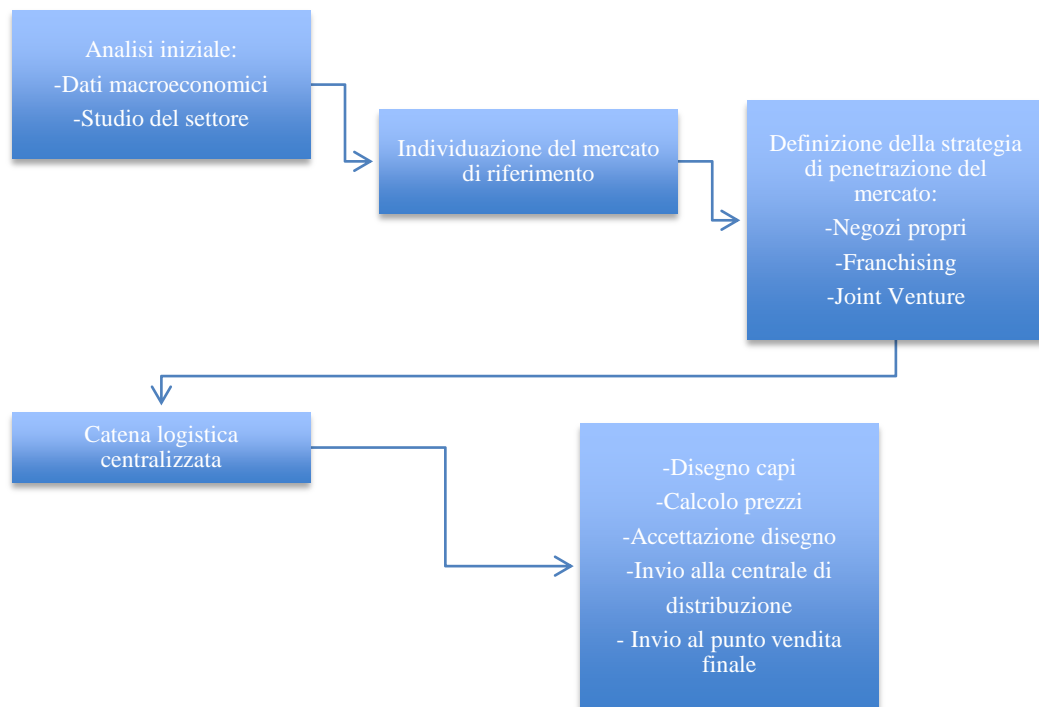 Analisi iniziale:
-Dati macroeconomici
-Studio del settore
Individuazione del mercato
di riferimento
Definizione della strategia
di penetrazione del
mercato:
-Negozi propri
-Franchising
-Joint Venture
Catena logistica
centralizzata
-Disegno capi
-Calcolo prezzi
-Accettazione disegno
-Invio alla centrale di
distribuzione
- Invio al punto vendita
finale